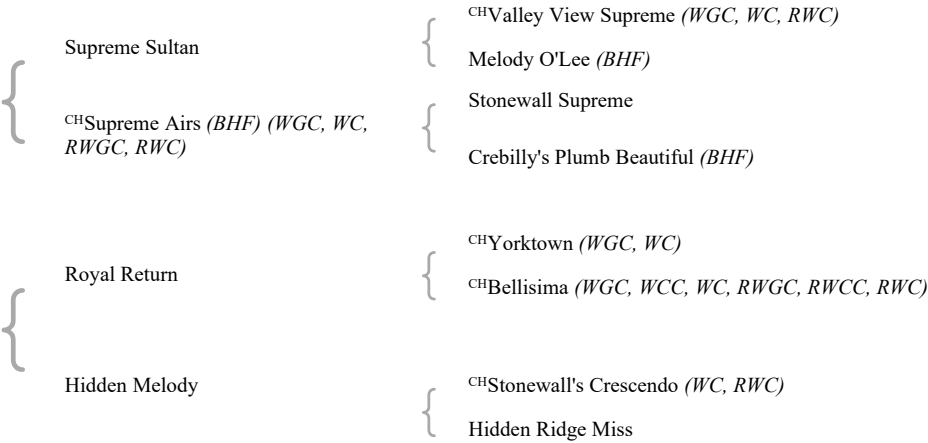 CHValley View Supreme (WGC, WC, RWC)
Supreme Sultan
Melody O'Lee (BHF)
Stonewall Supreme
CHSupreme Airs (BHF) (WGC, WC,
RWGC, RWC)
Crebilly's Plumb Beautiful (BHF)
CHYorktown (WGC, WC)
Royal Return
CHBellisima (WGC, WCC, WC, RWGC, RWCC, RWC)
Hidden Melody
CHStonewall's Crescendo (WC, RWC)
Hidden Ridge Miss